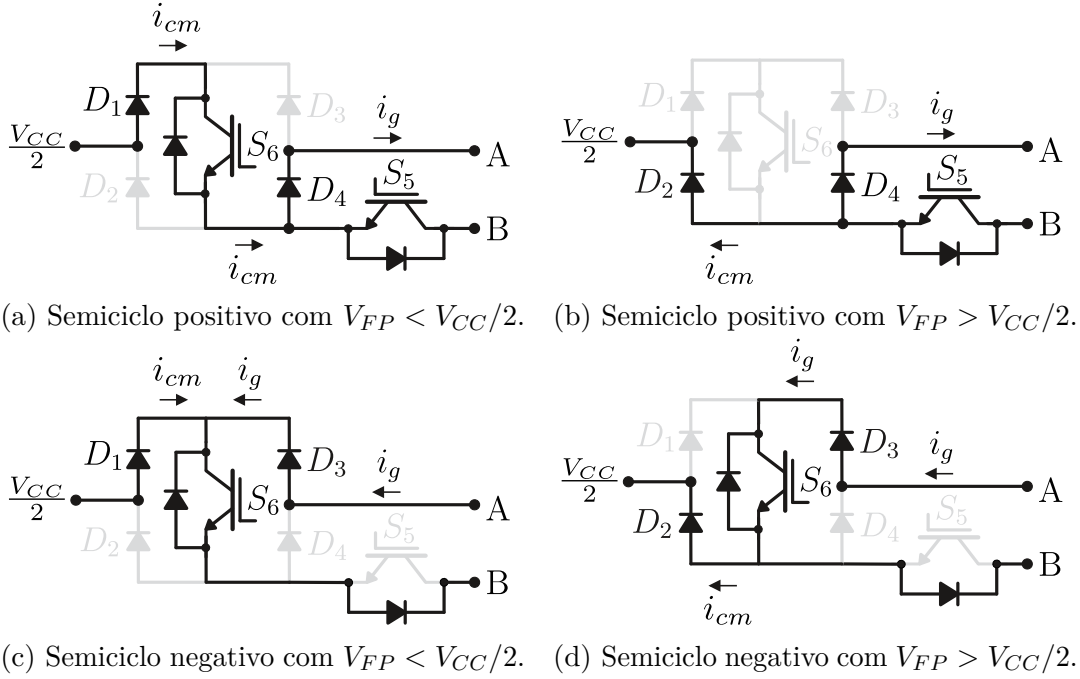 i_cm
D_1
D_3
i_g
V_CC/2
S_6
A
D_2
D_4
S_5
B
i_cm
(a) Semiciclo positivo com V_FP < V_CC/2.
D_1
D_3
i_g
V_CC/2
S_6
A
D_2
D_4
S_5
B
i_cm
(b) Semiciclo positivo com V_FP > V_CC/2.
i_cm i_g
D_1
D_3
i_g
V_CC/2
S_6
A
D_2
D_4
S_5
B
(c) Semiciclo negativo com V_FP < V_CC/2.
i_g
D_1
D_3
i_g
V_CC/2
S_6
A
D_2
D_4
S_5
B
i_cm
(d) Semiciclo negativo com V_FP > V_CC/2.